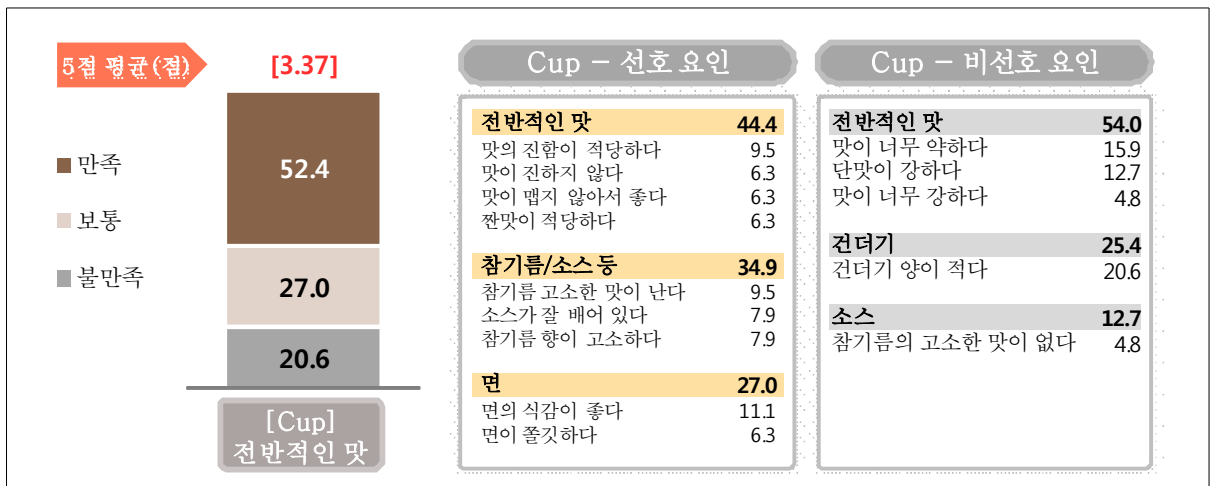 5점 평균(점)
[3.37]
만족
보통
불만족
52.4
27.0
20.6
[Cup]
전반적인 맛
Cup - 선호 요인
전반적인 맛 44.4
맛의 진함이 적당하다 9.5
맛이 진하지 않다 6.3
맛이 맵지 않아서 좋다 6.3
짠맛이 적당하다 6.3
참기름/소스 등 34.9
참기름 고소한 맛이 난다 9.5
소스가 잘 배어 있다 7.9
참기름 향이 고소하다 7.9
면 27.0
면의 식감이 좋다 11.1
면이 쫄깃하다 6.3
Cup - 비선호 요인
전반적인 맛 54.0
맛이 너무 약하다 15.9
단맛이 강하다 12.7
맛이 너무 강하다 4.8
건더기 25.4
건더기 양이 적다 20.6
소스 12.7
참기름의 고소한 맛이 없다 4.8